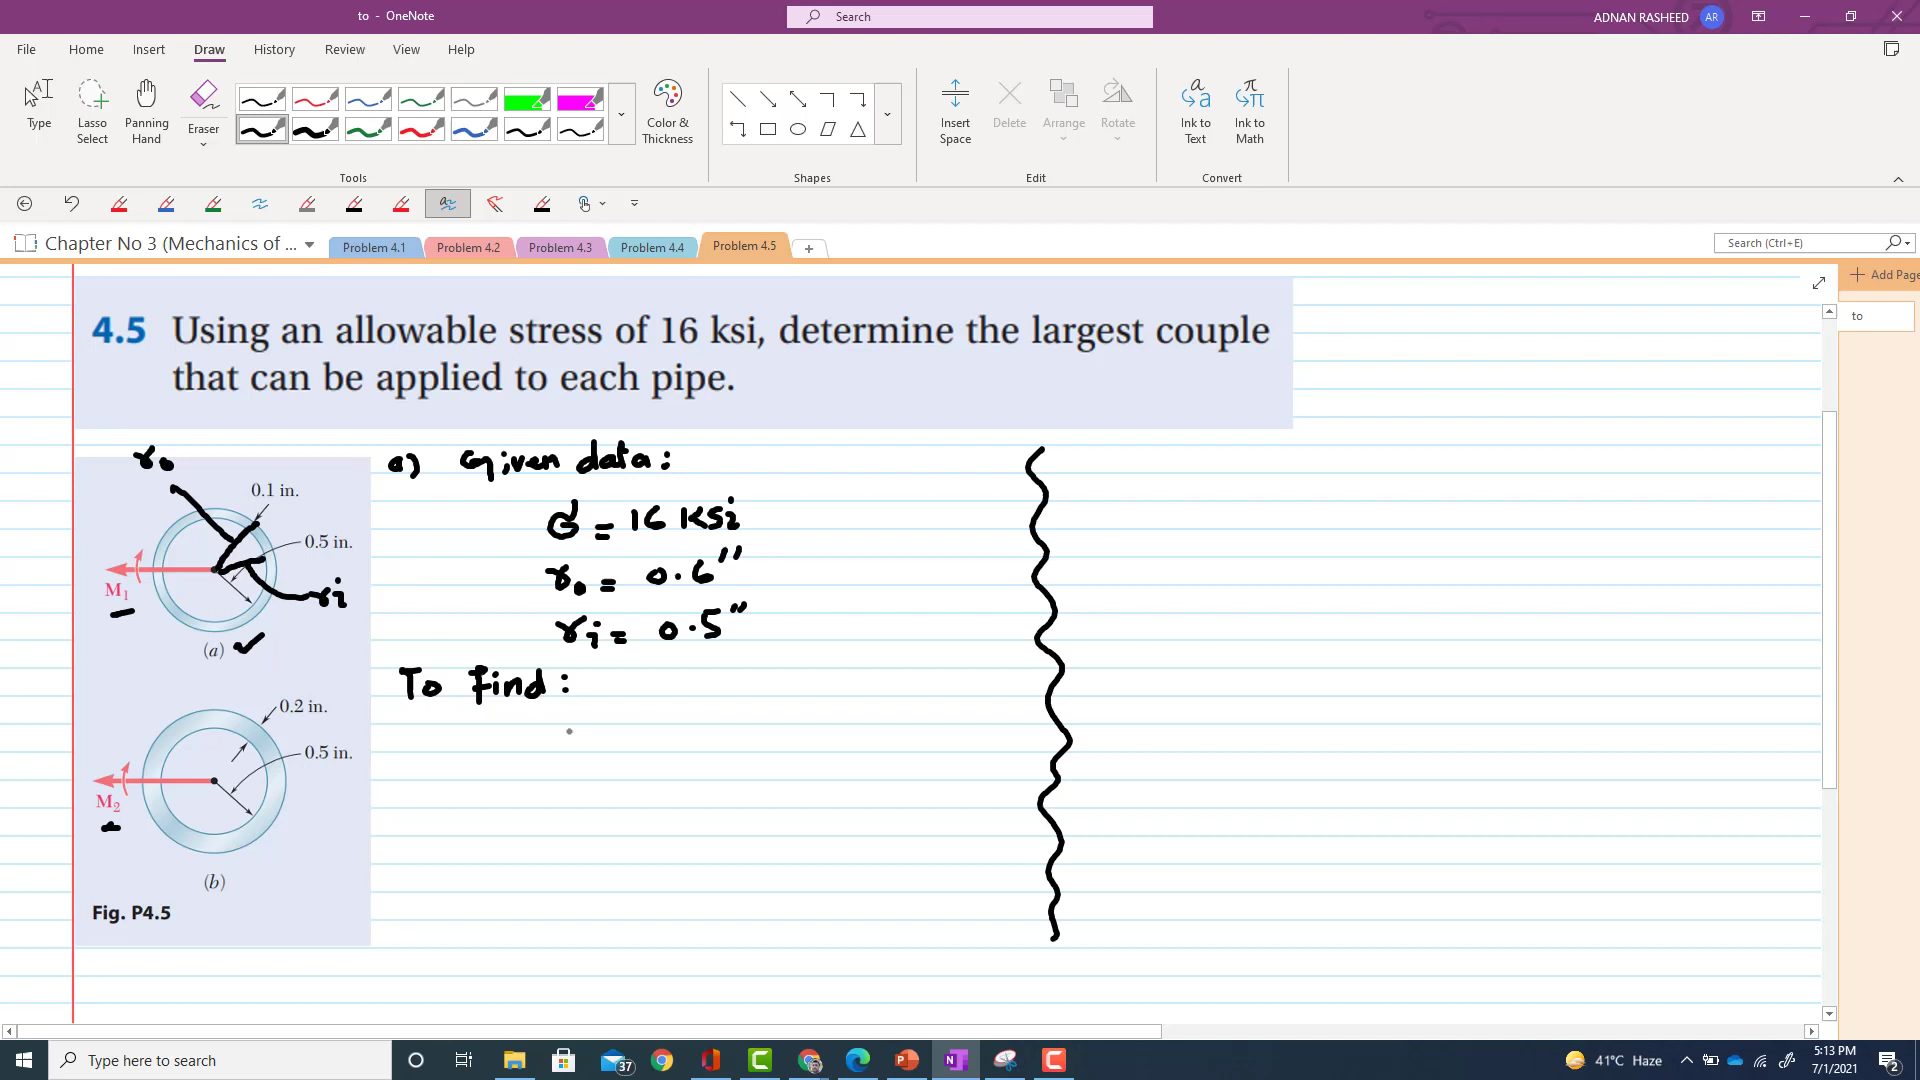 to - OneNote
Search
ADNAN RASHEED
AR
File Home Insert Draw History Review View Help
Type
Lasso Select
Panning Hand
Eraser
Color & Thickness
Insert Space
Delete
Arrange
Rotate
Ink to Text
Ink to Math
Tools
Shapes
Edit
Convert
Chapter No 3 (Mechanics of ...
Problem 4.1
Problem 4.2
Problem 4.3
Problem 4.4
Problem 4.5
Search (Ctrl+E)
Add Page
to
4.5 Using an allowable stress of 16 ksi, determine the largest couple
that can be applied to each pipe.
ro
0.1 in.
0.5 in.
M1
ri
(a)
0.2 in.
0.5 in.
M2
(b)
Fig. P4.5
a) Given data:
σ = 16 ksi
ro = 0.6"
ri = 0.5"
To find:
Type here to search
37
41°C Haze
5:13 PM
7/1/2021
2